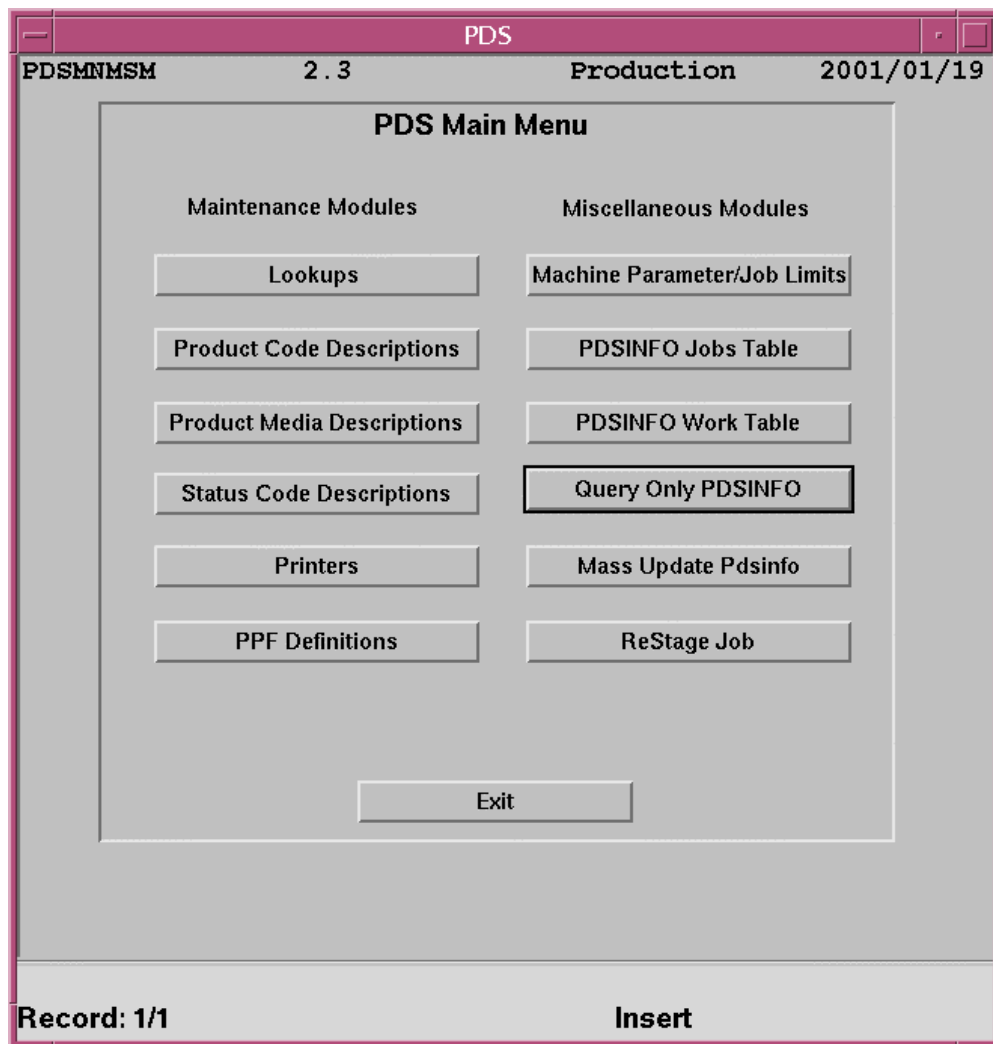 PDS
PDSMNMSM 2.3 Production 2001/01/19
PDS Main Menu
Maintenance Modules Miscellaneous Modules
Lookups Machine Parameter/Job Limits
Product Code Descriptions PDSINFO Jobs Table
Product Media Descriptions PDSINFO Work Table
Status Code Descriptions Query Only PDSINFO
Printers Mass Update Pdsinfo
PPF Definitions ReStage Job
Exit
Record: 1/1 Insert